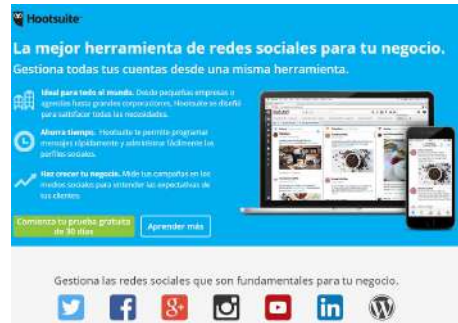 Hootsuite
La mejor herramienta de redes sociales para tu negocio.
Gestiona todas tus cuentas desde una misma herramienta.
Ideal para todo el mundo. Desde pequeñas empresas o
agencias hasta grandes corporaciones, Hootsuite se diseñó
para satisfacer todas las necesidades.
Ahorra tiempo. Hootsuite te permite programar
mensajes rápidamente y administrar fácilmente los
perfiles sociales.
Haz crecer tu negocio. Mide tus campañas en los
medios sociales para entender las expectativas de
tus clientes.
Comienza tu prueba gratuita
de 30 días
Aprender más
Gestiona las redes sociales que son fundamentales para tu negocio.